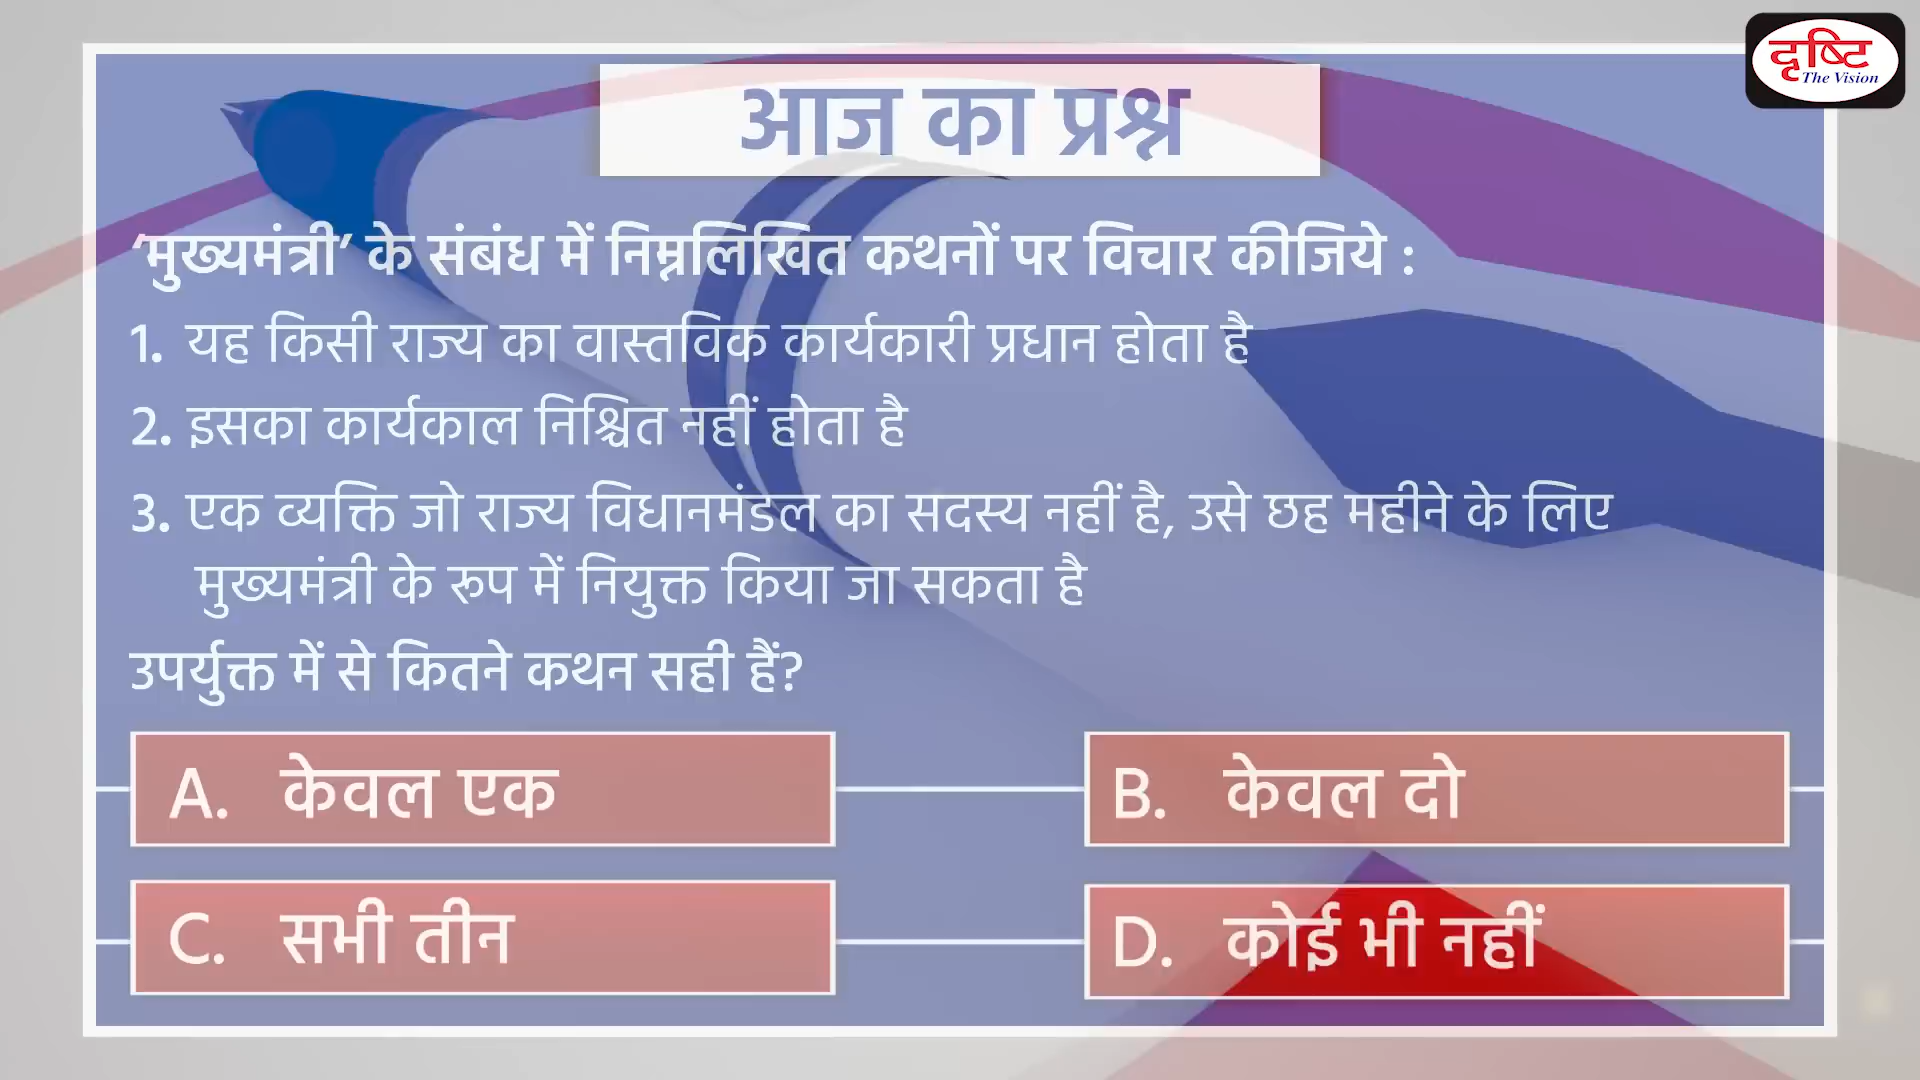 दृष्टि
The Vision
आज का प्रश्न
‘मुख्यमंत्री’ के संबंध में निम्नलिखित कथनों पर विचार कीजिये :
1. यह किसी राज्य का वास्तविक कार्यकारी प्रधान होता है
2. इसका कार्यकाल निश्चित नहीं होता है
3. एक व्यक्ति जो राज्य विधानमंडल का सदस्य नहीं है, उसे छह महीने के लिए
मुख्यमंत्री के रूप में नियुक्त किया जा सकता है
उपर्युक्त में से कितने कथन सही हैं?
A. केवल एक
B. केवल दो
C. सभी तीन
D. कोई भी नहीं